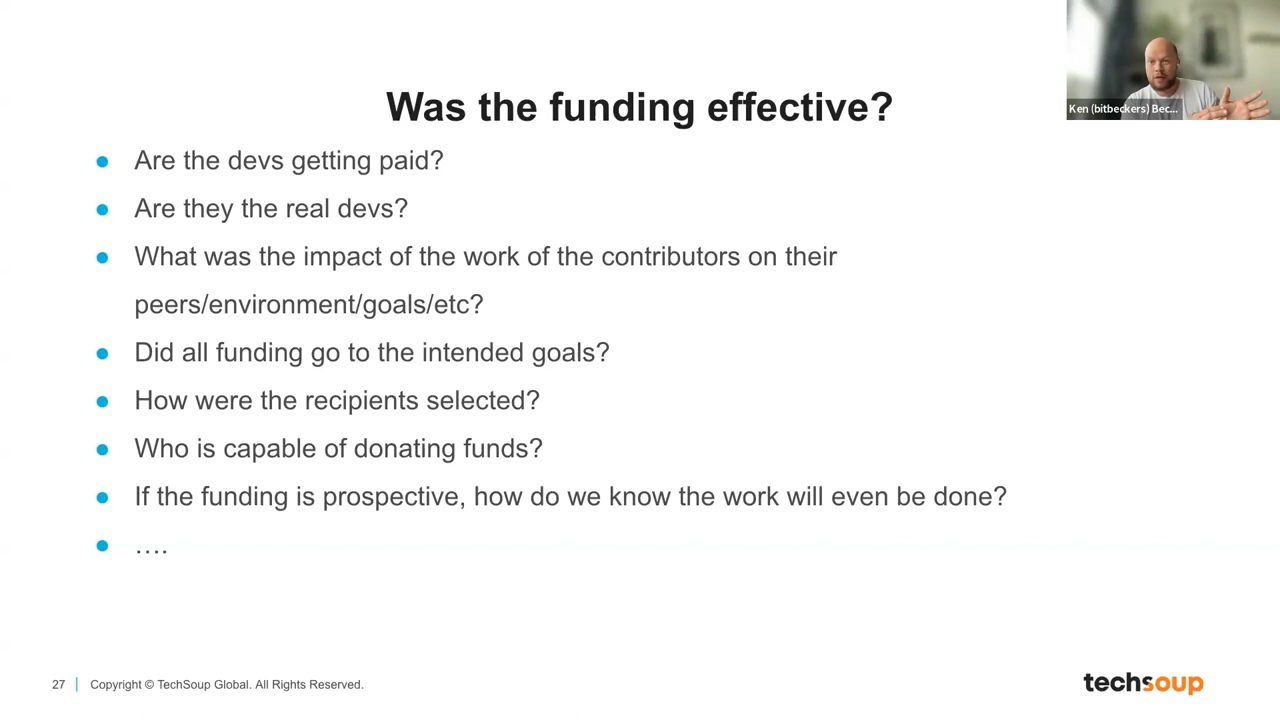 Was the funding effective?
Ken (bitbeckers) Bec...
● Are the devs getting paid?
● Are they the real devs?
● What was the impact of the work of the contributors on their
peers/environment/goals/etc?
● Did all funding go to the intended goals?
● How were the recipients selected?
● Who is capable of donating funds?
● If the funding is prospective, how do we know the work will even be done?
● ….
27 | Copyright © TechSoup Global. All Rights Reserved.
techsoup